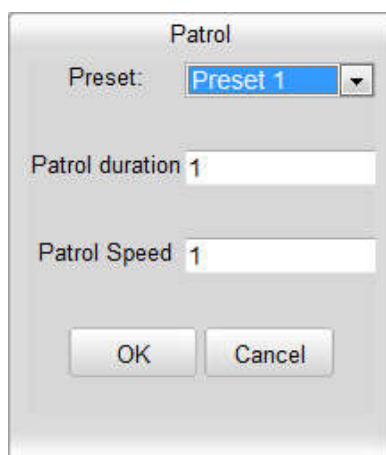 Patrol
Preset: Preset 1
Patrol duration 1
Patrol Speed 1
OK Cancel